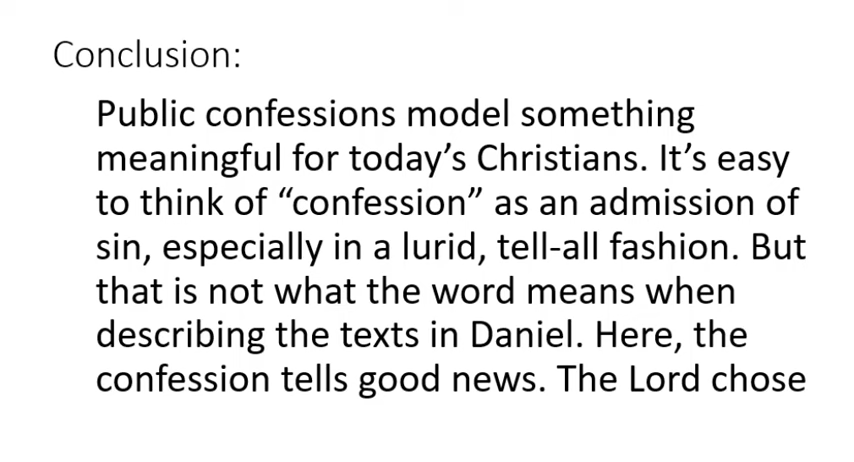 Conclusion:
Public confessions model something
meaningful for today’s Christians. It’s easy
to think of “confession” as an admission of
sin, especially in a lurid, tell-all fashion. But
that is not what the word means when
describing the texts in Daniel. Here, the
confession tells good news. The Lord chose